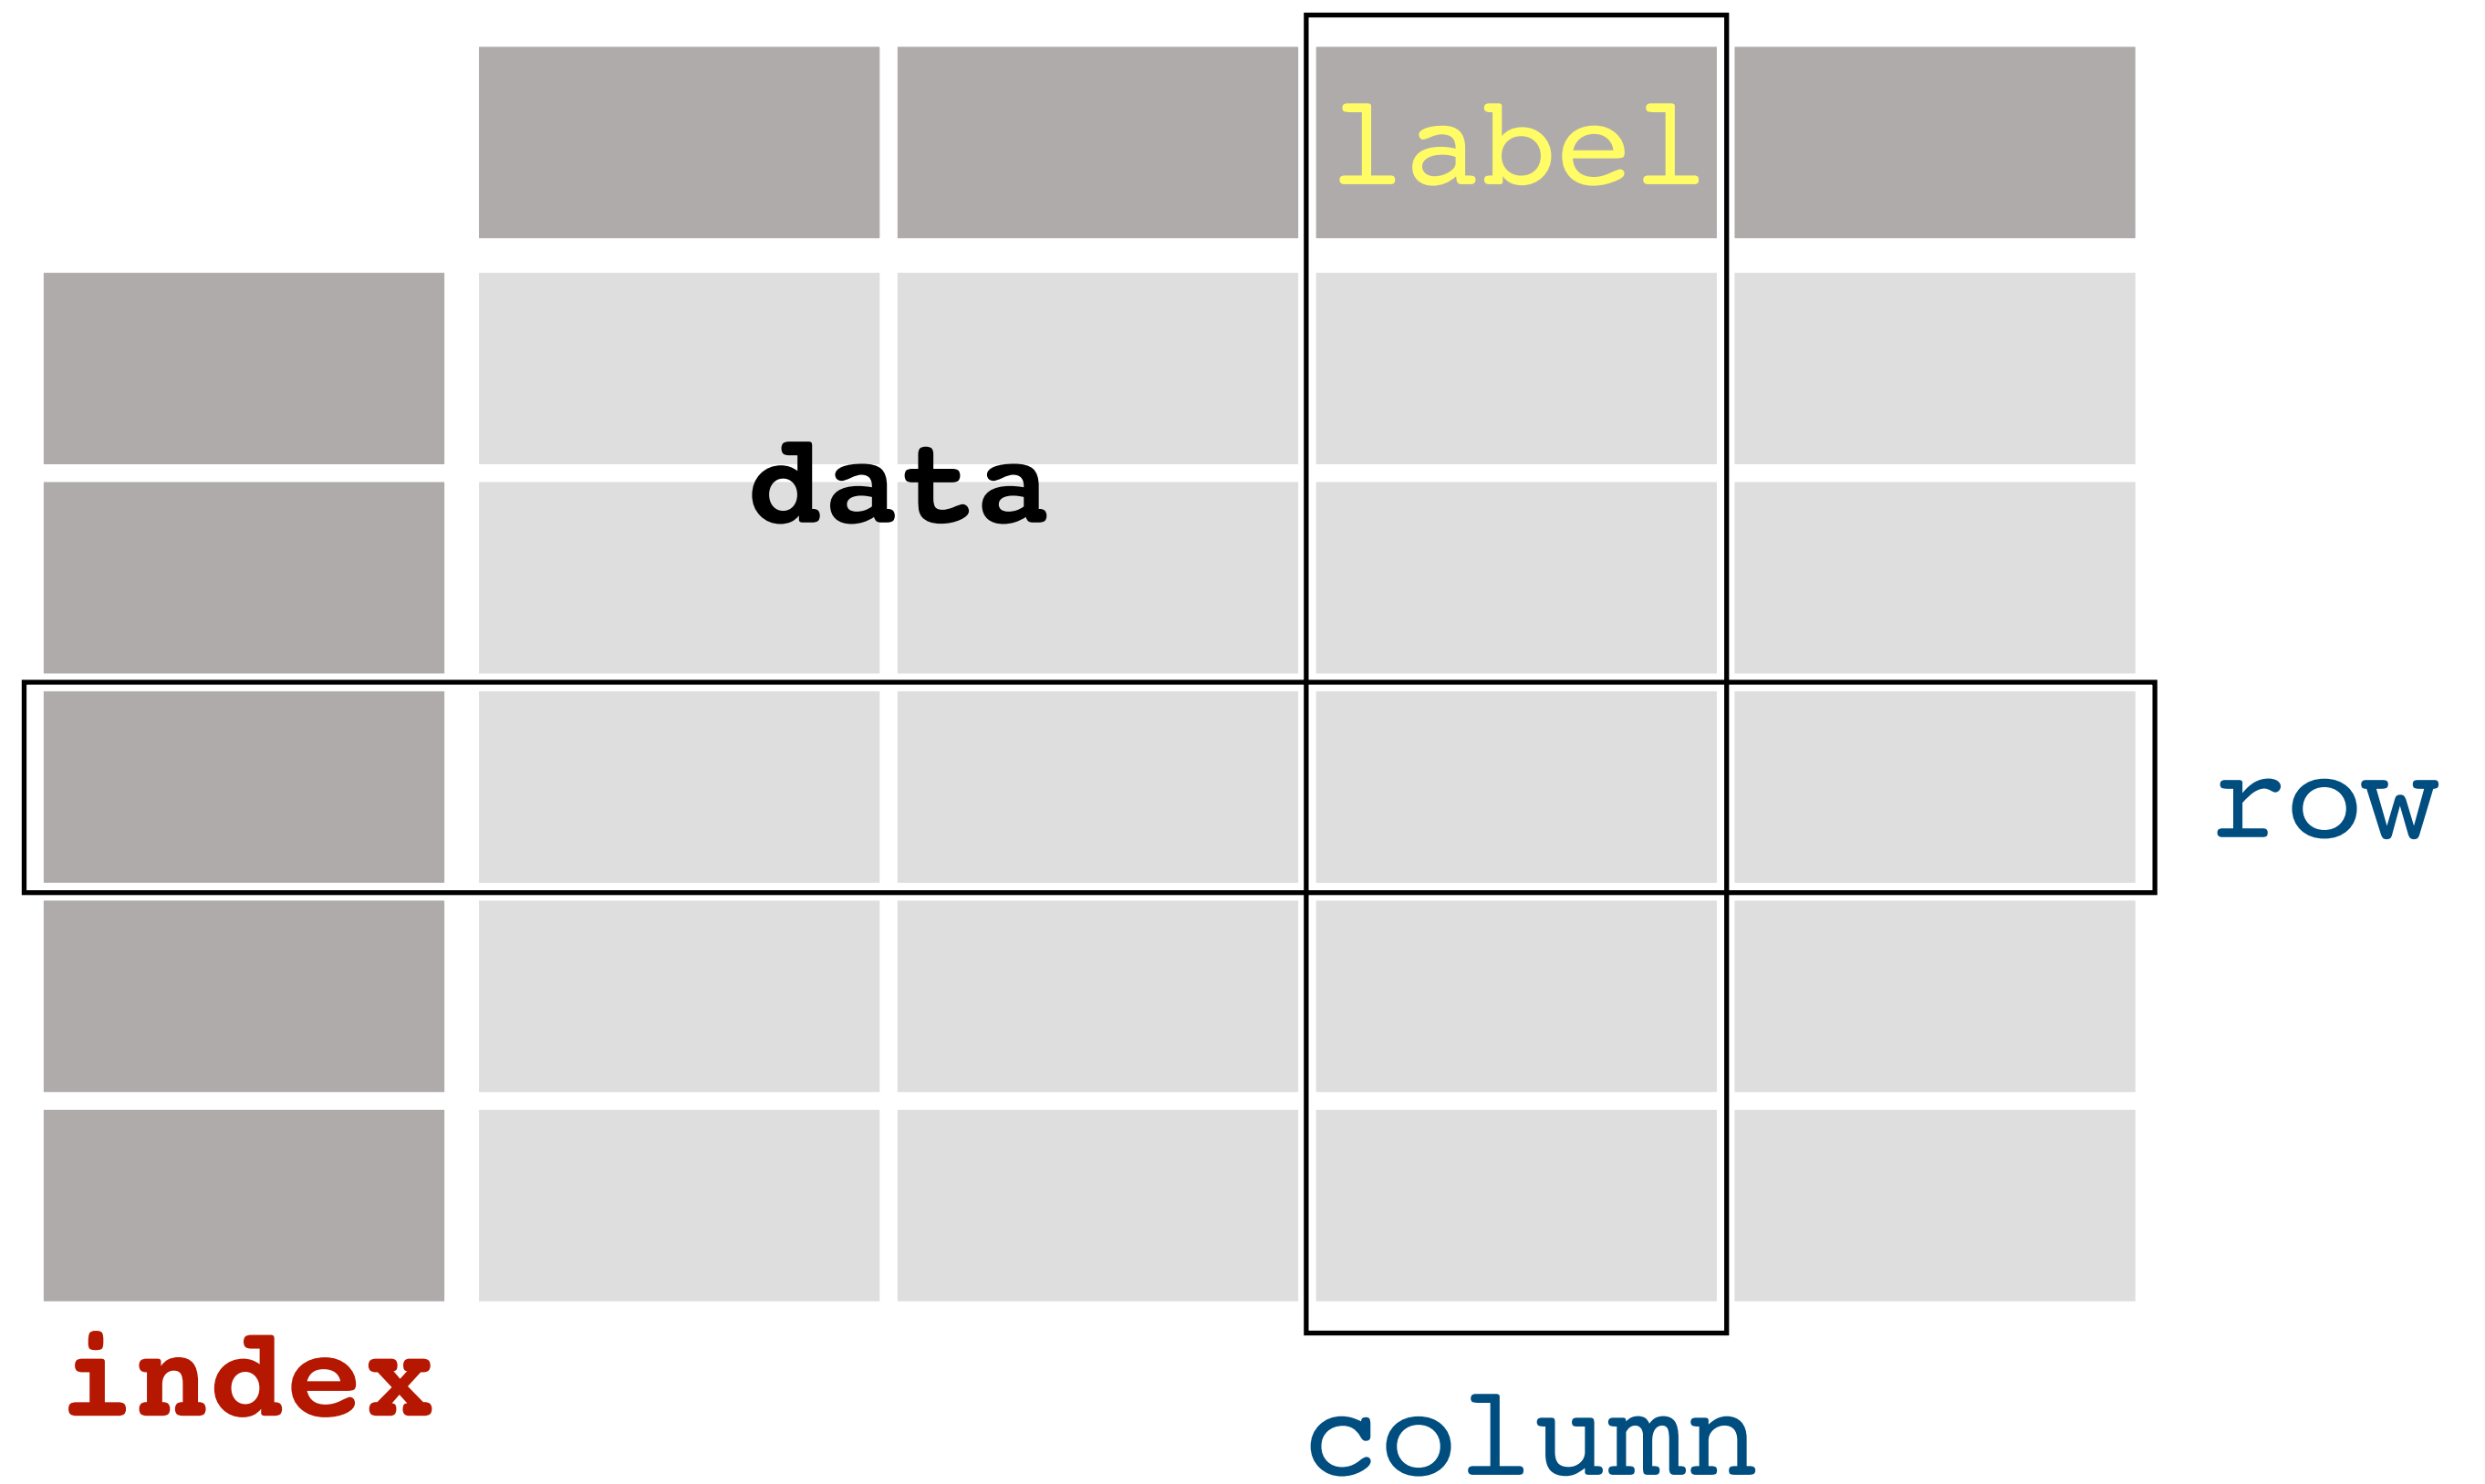 label
data
row
index
column